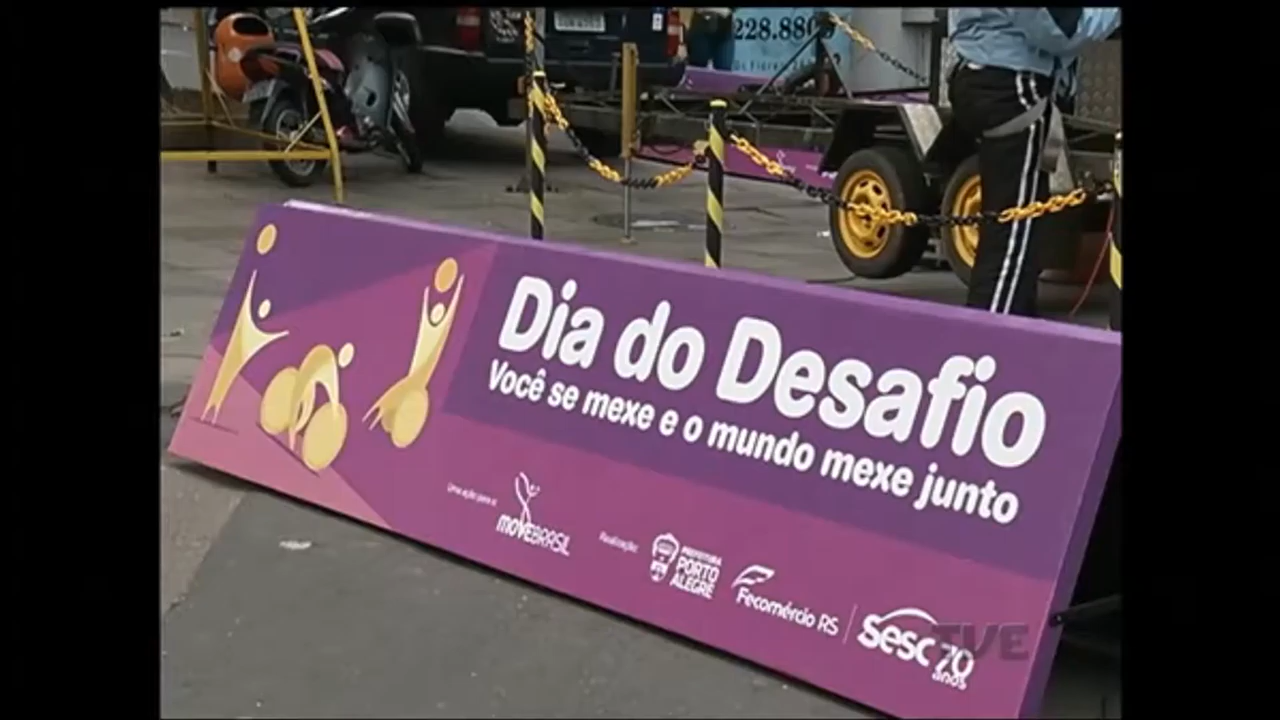 228.880
Dia do Desafio
Você se mexe e o mundo mexe junto
Uma ação para o
MOVEBRASIL
Realização:
PREFEITURA
PORTO
ALEGRE
Fecomércio RS
Sesc 70
anos
TVE